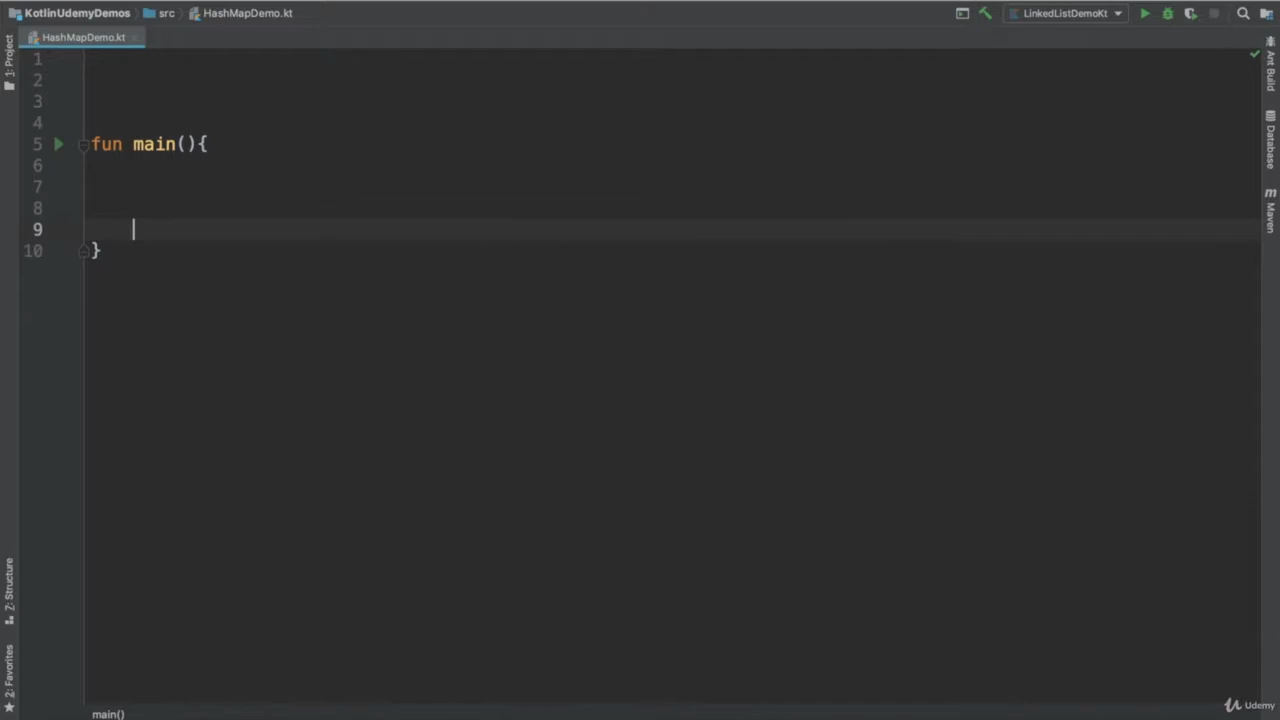 KotlinUdemyDemos src HashMapDemo.kt LinkedListDemoKt
HashMapDemo.kt
1: Project
1
2
3
4
5 fun main(){
6
7
8
9
10 }
Ant Build
Database
m Maven
Z: Structure
2: Favorites
main()
Udemy